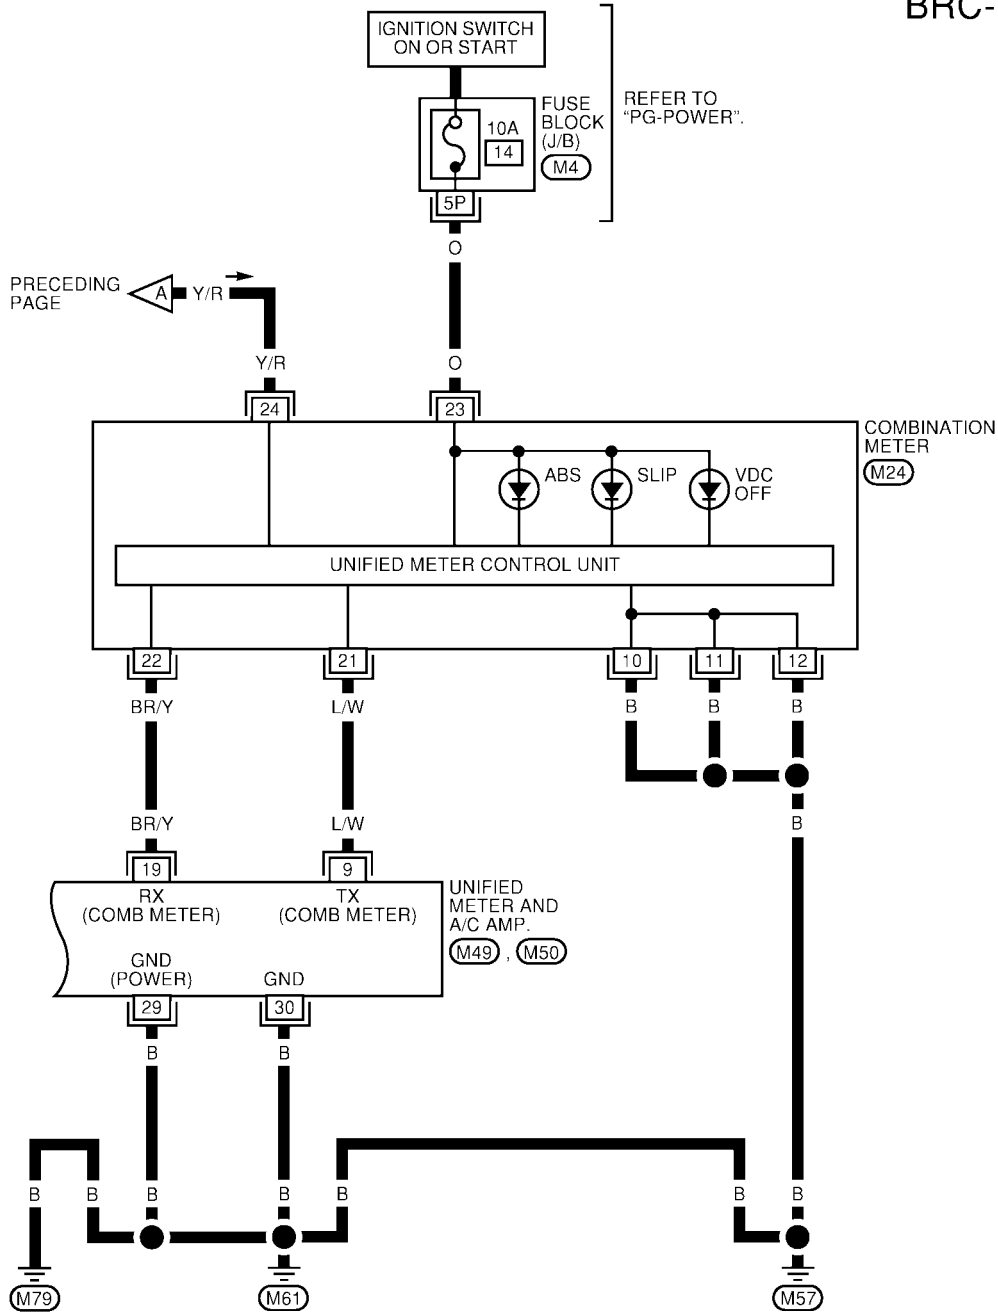 BRC-
IGNITION SWITCH
ON OR START
FUSE
BLOCK
(J/B)
M4
10A
14
REFER TO
"PG-POWER".
5P
O
PRECEDING
PAGE
A
Y/R
Y/R
O
24
23
COMBINATION
METER
M24
ABS
SLIP
VDC
OFF
UNIFIED METER CONTROL UNIT
22
21
10
11
12
BR/Y
L/W
B
B
B
BR/Y
L/W
B
19
9
RX
(COMB METER)
TX
(COMB METER)
UNIFIED
METER AND
A/C AMP.
M49 , M50
GND
(POWER)
GND
29
30
B
B
B
B
B
B
B
B
B
M79
M61
M57